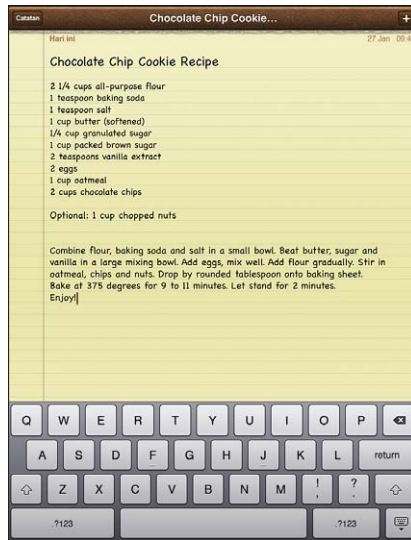 Catatan
Chocolate Chip Cookie...
+
Hari ini
27 Jan 09:4
Chocolate Chip Cookie Recipe
2 1/4 cups all-purpose flour
1 teaspoon baking soda
1 teaspoon salt
1 cup butter (softened)
1/4 cup granulated sugar
1 cup packed brown sugar
2 teaspoons vanilla extract
2 eggs
1 cup oatmeal
2 cups chocolate chips
Optional: 1 cup chopped nuts
Combine flour, baking soda and salt in a small bowl. Beat butter, sugar and
vanilla in a large mixing bowl. Add eggs, mix well. Add flour gradually. Stir in
oatmeal, chips and nuts. Drop by rounded tablespoon onto baking sheet.
Bake at 375 degrees for 9 to 11 minutes. Let stand for 2 minutes.
Enjoy!
Q W E R T Y U I O P
A S D F G H J K L return
Z X C V B N M ! , ? .
.?123 .?123